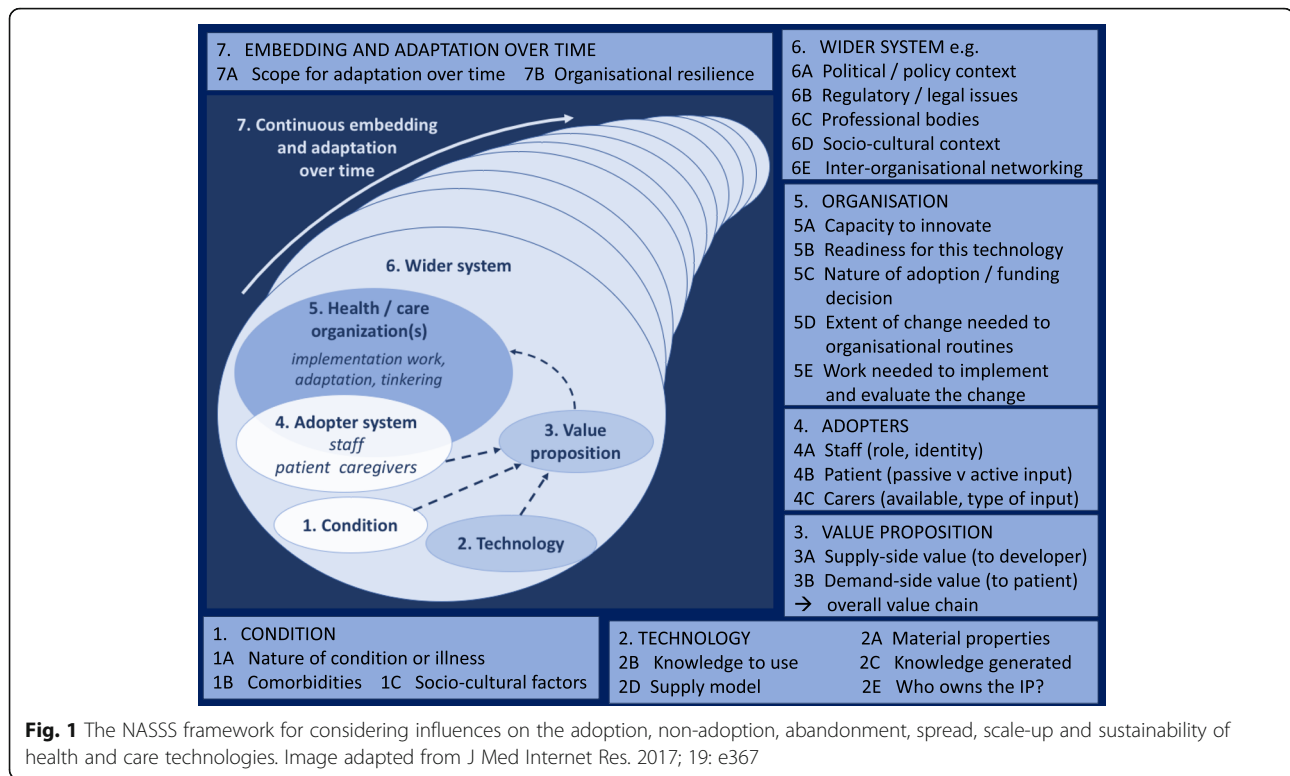 7. EMBEDDING AND ADAPTATION OVER TIME
7A Scope for adaptation over time 7B Organisational resilience
7. Continuous embedding
and adaptation
over time
6. Wider system
5. Health / care
organization(s)
implementation work,
adaptation, tinkering
4. Adopter system
staff
patient caregivers
3. Value
proposition
1. Condition
2. Technology
6. WIDER SYSTEM e.g.
6A Political / policy context
6B Regulatory / legal issues
6C Professional bodies
6D Socio-cultural context
6E Inter-organisational networking
5. ORGANISATION
5A Capacity to innovate
5B Readiness for this technology
5C Nature of adoption / funding
decision
5D Extent of change needed to
organisational routines
5E Work needed to implement
and evaluate the change
4. ADOPTERS
4A Staff (role, identity)
4B Patient (passive v active input)
4C Carers (available, type of input)
3. VALUE PROPOSITION
3A Supply-side value (to developer)
3B Demand-side value (to patient)
→ overall value chain
1. CONDITION
1A Nature of condition or illness
1B Comorbidities 1C Socio-cultural factors
2. TECHNOLOGY 2A Material properties
2B Knowledge to use 2C Knowledge generated
2D Supply model 2E Who owns the IP?
Fig. 1 The NASSS framework for considering influences on the adoption, non-adoption, abandonment, spread, scale-up and sustainability of
health and care technologies. Image adapted from J Med Internet Res. 2017; 19: e367